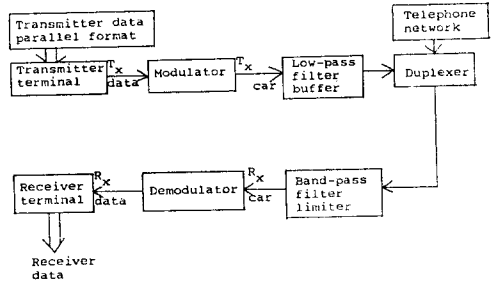 Transmitter data
parallel format
Telephone
network
Transmitter
terminal
Tx
data
Modulator
Tx
car
Low-pass
filter
buffer
Duplexer
Receiver
terminal
Rx
data
Demodulator
Rx
car
Band-pass
filter
limiter
Receiver
data